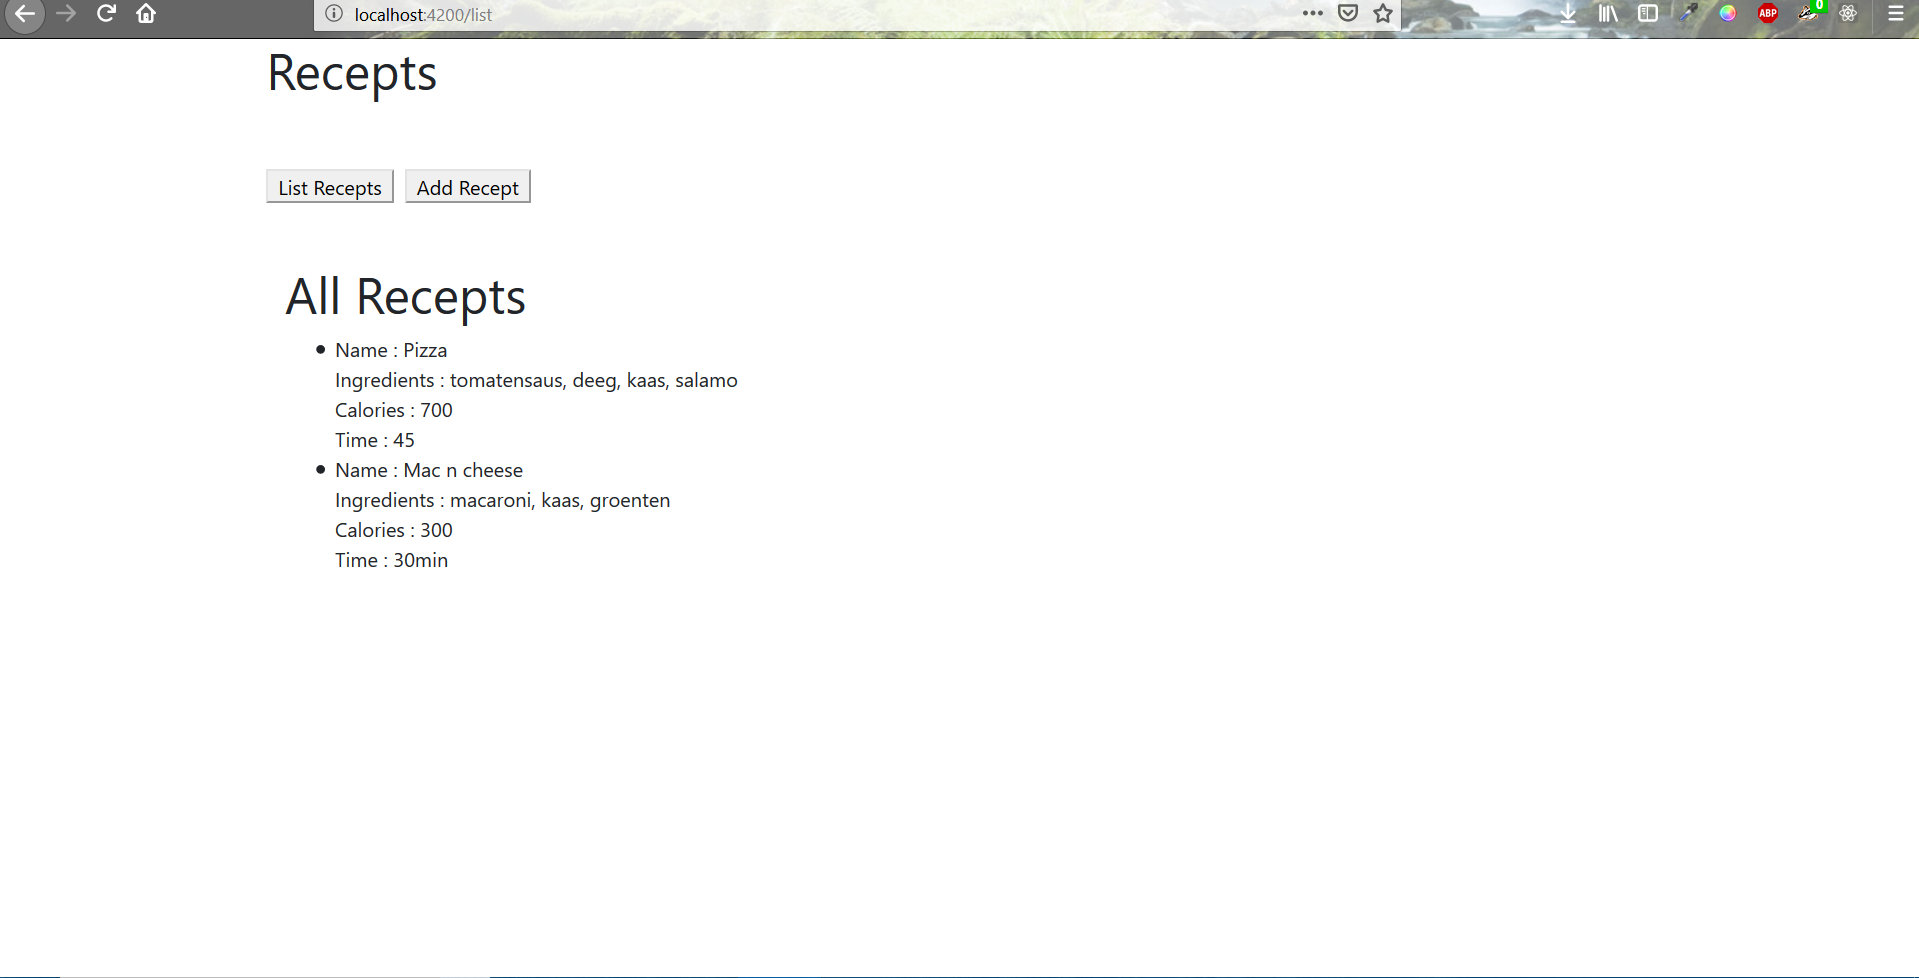 localhost:4200/list
ABP
0
Recepts
List Recepts Add Recept
All Recepts
Name : Pizza
Ingredients : tomatensaus, deeg, kaas, salamo
Calories : 700
Time : 45
Name : Mac n cheese
Ingredients : macaroni, kaas, groenten
Calories : 300
Time : 30min